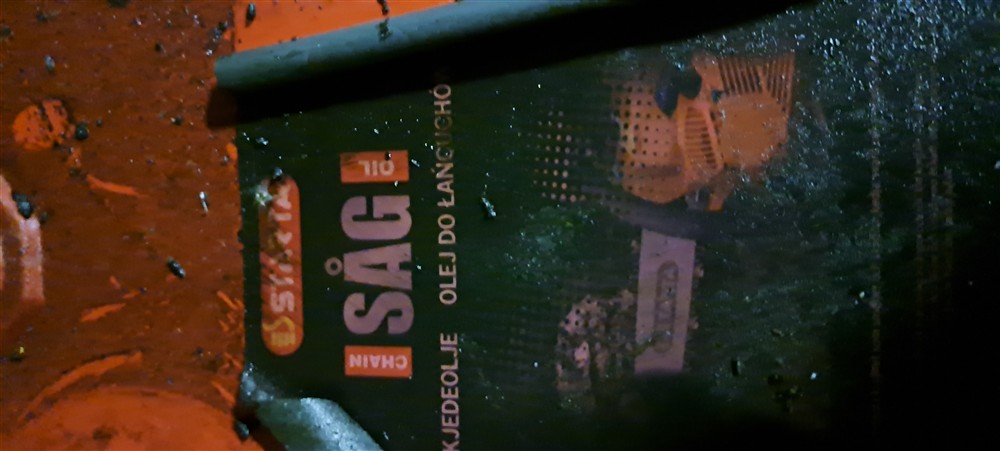 CHAIN SÅG OIL
KJEDEOLJE OLEJ DO ŁAŃCUCHÓ